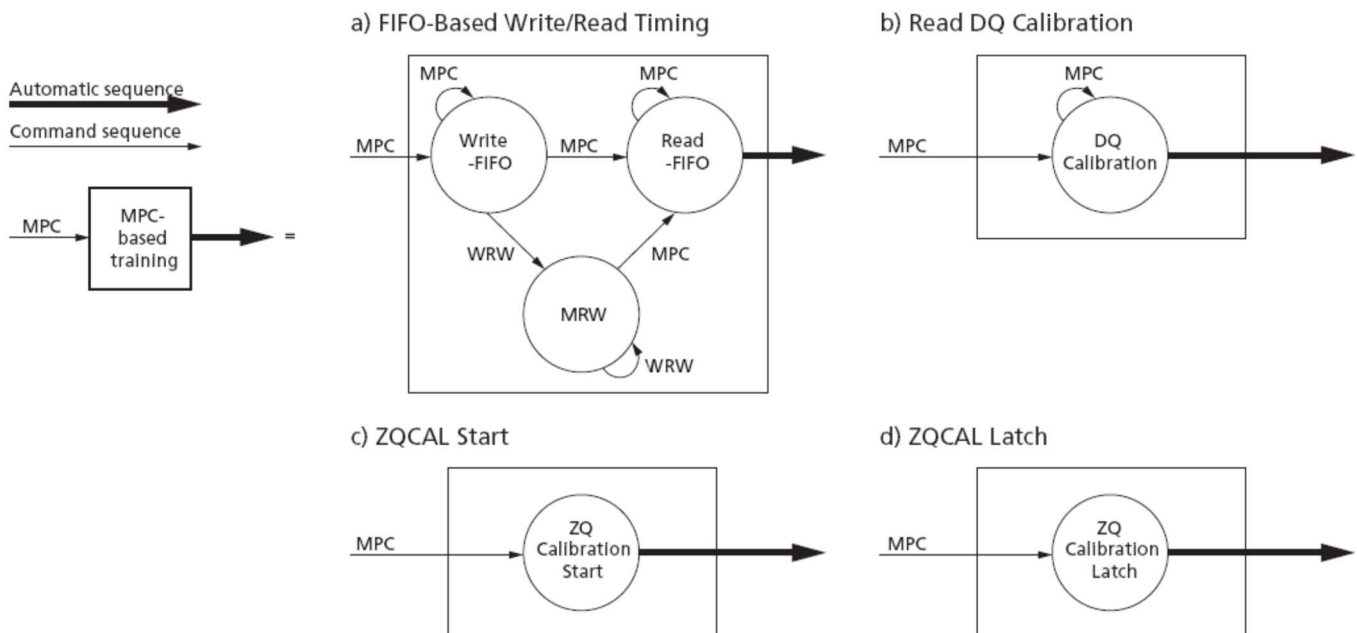 Automatic sequence
Command sequence
MPC
MPC-
based
training
=
a) FIFO-Based Write/Read Timing
MPC
MPC
MPC
Write
-FIFO
MPC
Read
-FIFO
WRW
MPC
MRW
WRW
b) Read DQ Calibration
MPC
MPC
DQ
Calibration
c) ZQCAL Start
MPC
ZQ
Calibration
Start
d) ZQCAL Latch
MPC
ZQ
Calibration
Latch